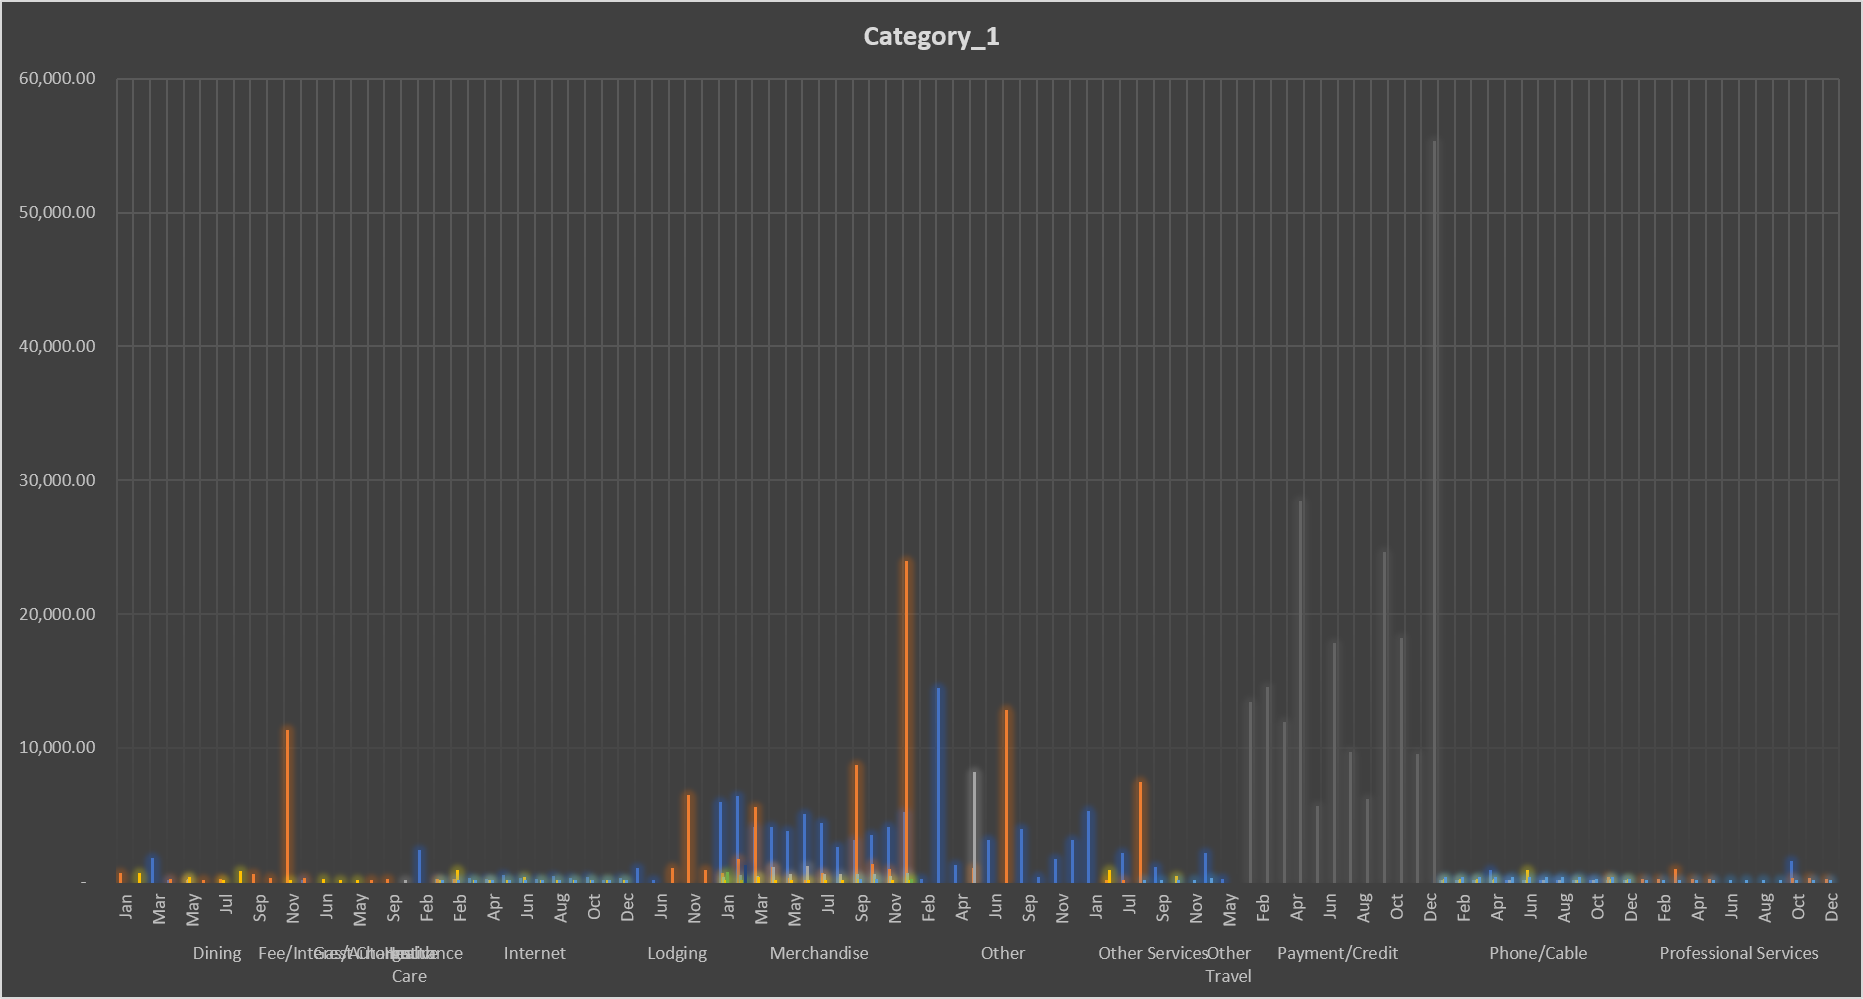 Category_1
60,000.00
50,000.00
40,000.00
30,000.00
20,000.00
10,000.00
-
Jan Mar May Jul Sep Nov Jun May Sep Feb Feb Apr Jun Aug Oct Dec Jun Nov Jan Mar May Jul Sep Nov Feb Apr Jun Sep Nov Jan Jul Sep Nov May Feb Apr Jun Aug Oct Dec Feb Apr Jun Aug Oct Dec Feb Apr Jun Aug Oct Dec
Dining Internet Lodging Merchandise Other Other Services Other Payment/Credit Phone/Cable Professional Services
Care Travel